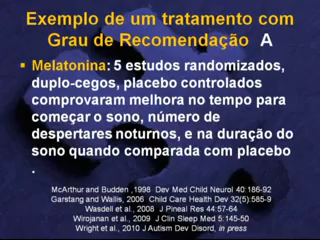 Exemplo de um tratamento com
Grau de Recomendação A
Melatonina: 5 estudos randomizados,
duplo-cegos, placebo controlados
comprovaram melhora no tempo para
começar o sono, número de
despertares noturnos, e na duração do
sono quando comparada com placebo
.
McArthur and Budden ,1998 Dev Med Child Neurol 40:186-92
Garstang and Wallis, 2006 Child Care Health Dev 32(5):585-9
Wasdell et al., 2008 J Pineal Res 44:57-64
Wirojanan et al., 2009 J Clin Sleep Med 5:145-50
Wright et al., 2010 J Autism Dev Disord, in press